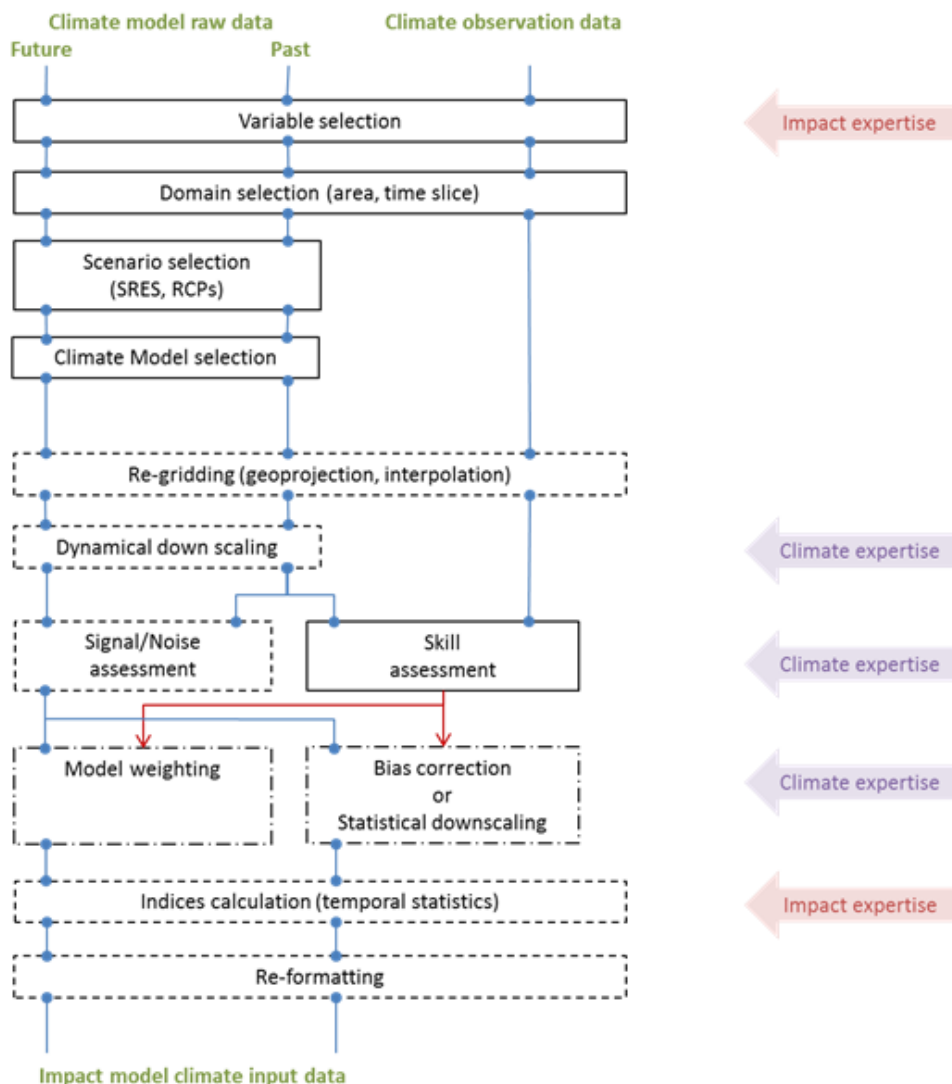 Climate model raw data
Climate observation data
Future
Past
Variable selection
Impact expertise
Domain selection (area, time slice)
Scenario selection
(SRES, RCPs)
Climate Model selection
Re-gridding (geoprojection, interpolation)
Dynamical down scaling
Climate expertise
Signal/Noise
assessment
Skill
assessment
Climate expertise
Model weighting
Bias correction
or
Statistical downscaling
Climate expertise
Indices calculation (temporal statistics)
Impact expertise
Re-formatting
Impact model climate input data